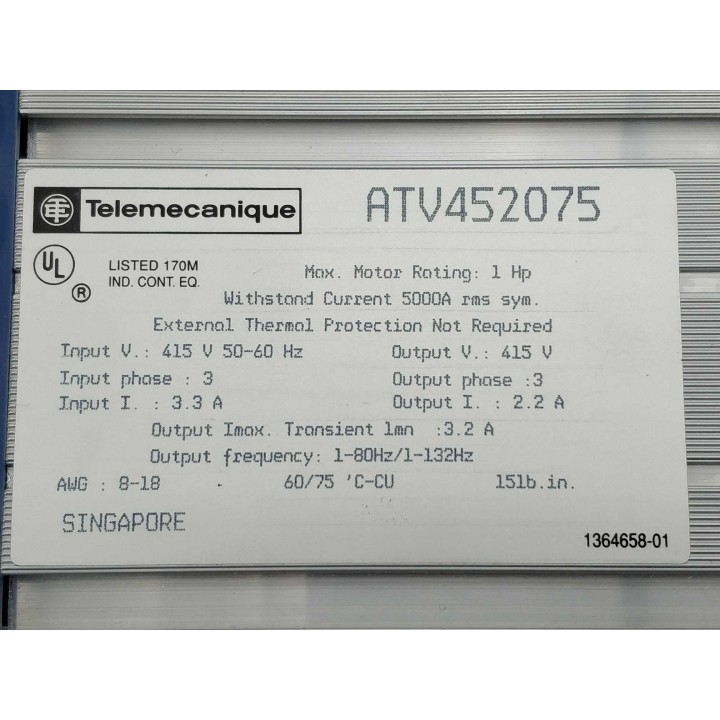 Telemecanique ATV452075
UL
LISTED 170M
IND. CONT. EQ.
®
Max. Motor Rating: 1 Hp
Withstand Current 5000A rms sym.
External Thermal Protection Not Required
Input V.: 415 V 50-60 Hz Output V.: 415 V
Input phase : 3 Output phase :3
Input I. : 3.3 A Output I. : 2.2 A
Output Imax. Transient 1mn :3.2 A
Output frequency: 1-80Hz/1-132Hz
AWG : 8-18 - 60/75 'C-CU 15lb.in.
SINGAPORE
1364658-01